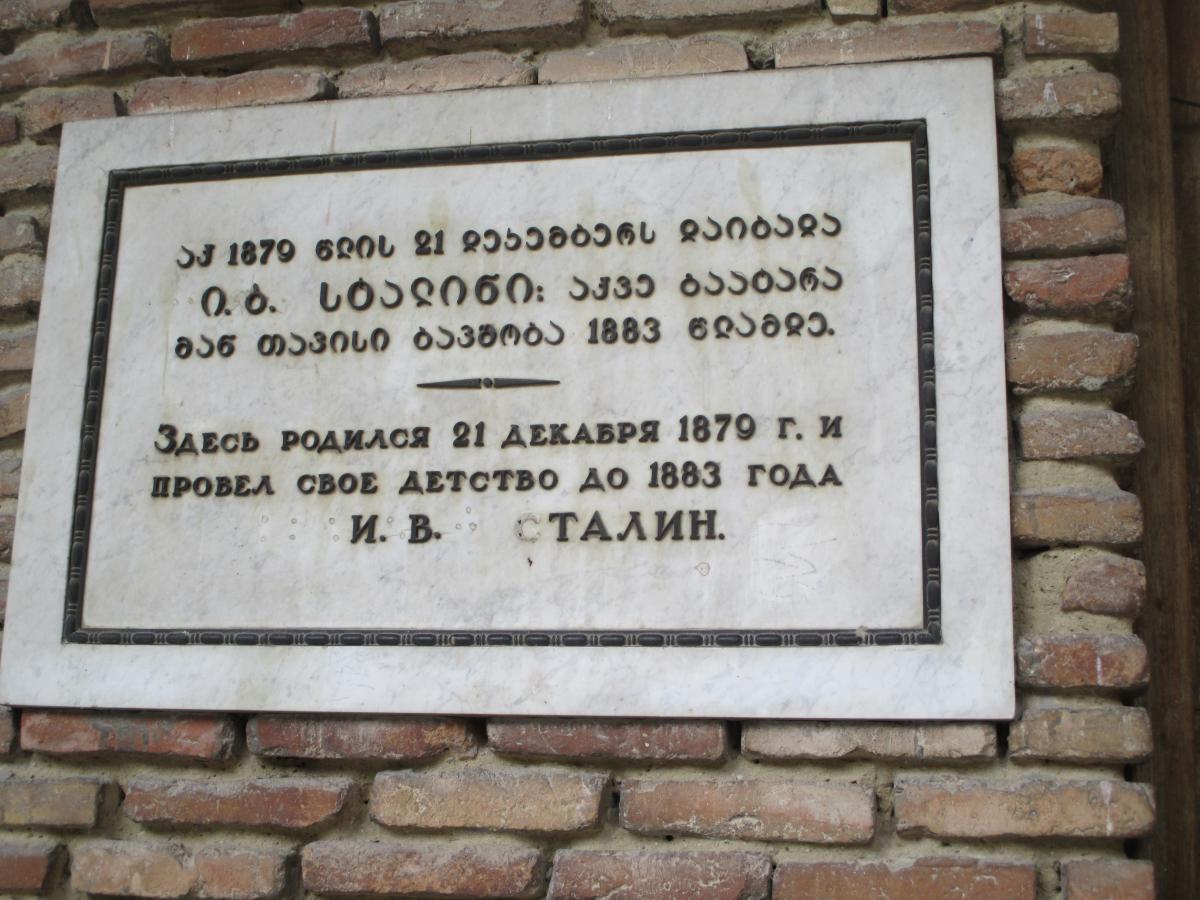 აქ 1879 წლის 21 დეკემბერს დაიბადა
ი.ბ. სტალინი: აქვე გაატარა
მან თავისი ბავშობა 1883 წლამდე.
Здесь родился 21 декабря 1879 г. и
провел свое детство до 1883 года
И. В. Сталин.